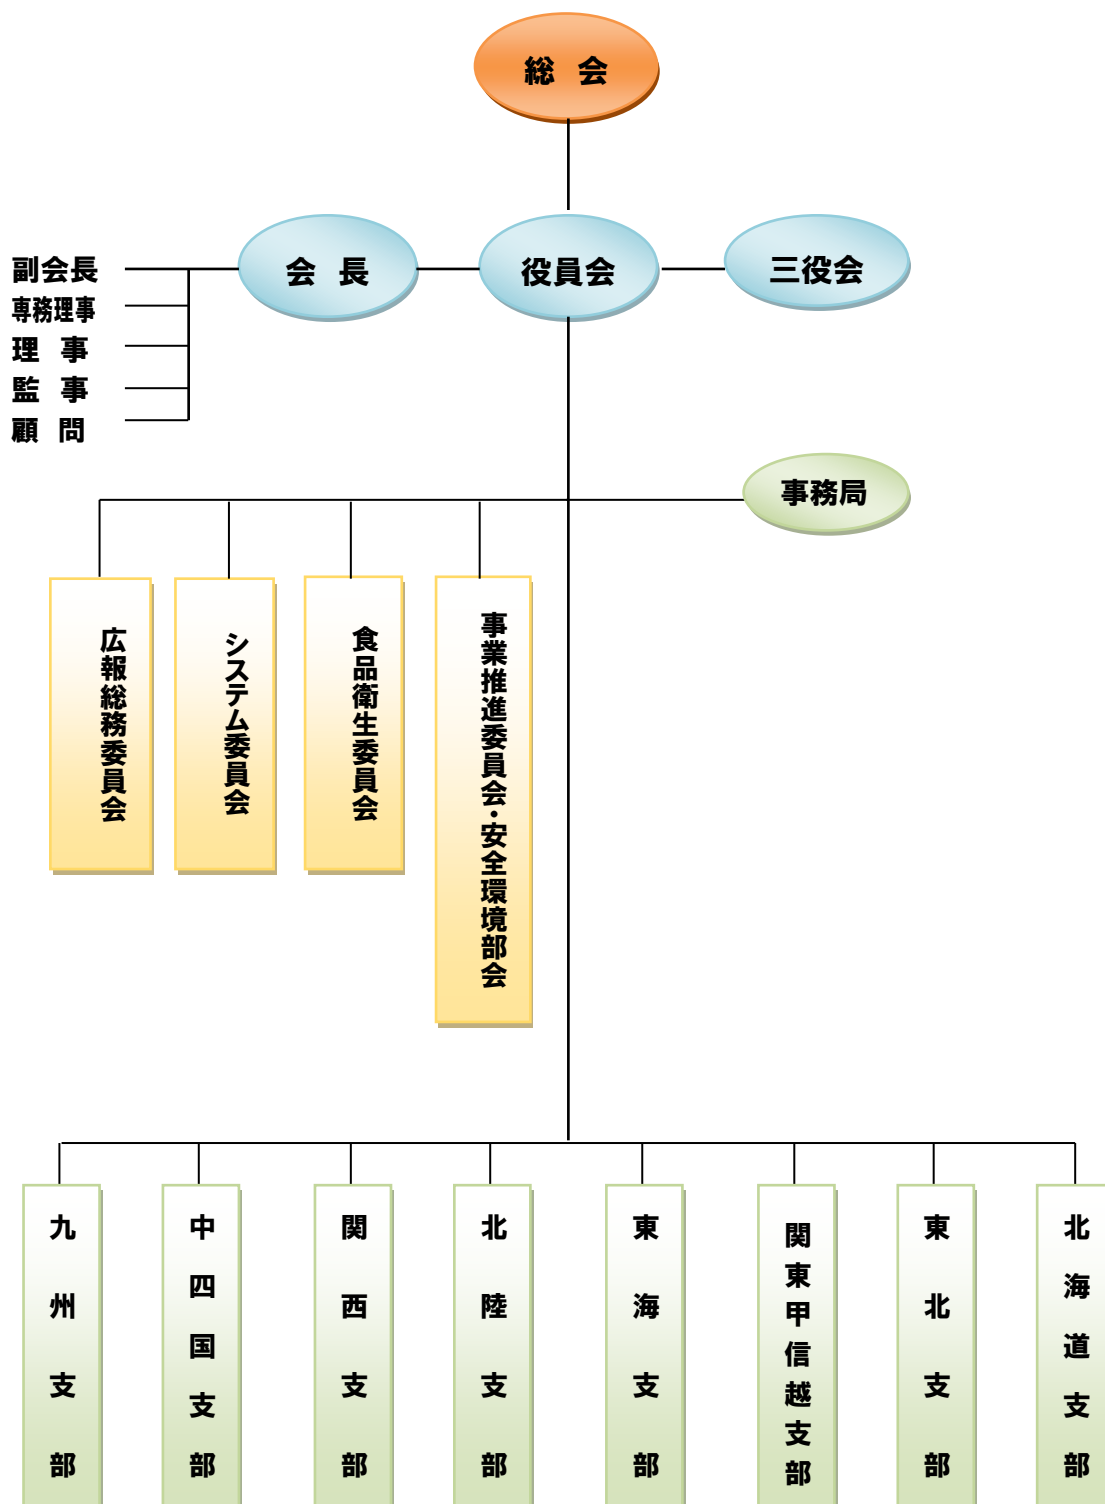 総 会
会 長
役員会
三役会
副会長
専務理事
理 事
監 事
顧 問
事務局
広報総務委員会
システム委員会
食品衛生委員会
事業推進委員会・安全環境部会
九州支部
中四国支部
関西支部
北陸支部
東海支部
関東甲信越支部
東北支部
北海道支部